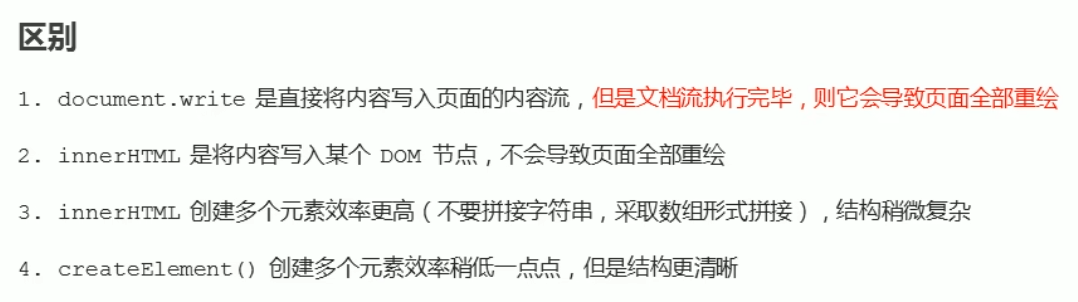 区别
1. document.write 是直接将内容写入页面的内容流，但是文档流执行完毕，则它会导致页面全部重绘
2. innerHTML 是将内容写入某个 DOM 节点，不会导致页面全部重绘
3. innerHTML 创建多个元素效率更高（不要拼接字符串，采取数组形式拼接），结构稍微复杂
4. createElement() 创建多个元素效率稍低一点点，但是结构更清晰